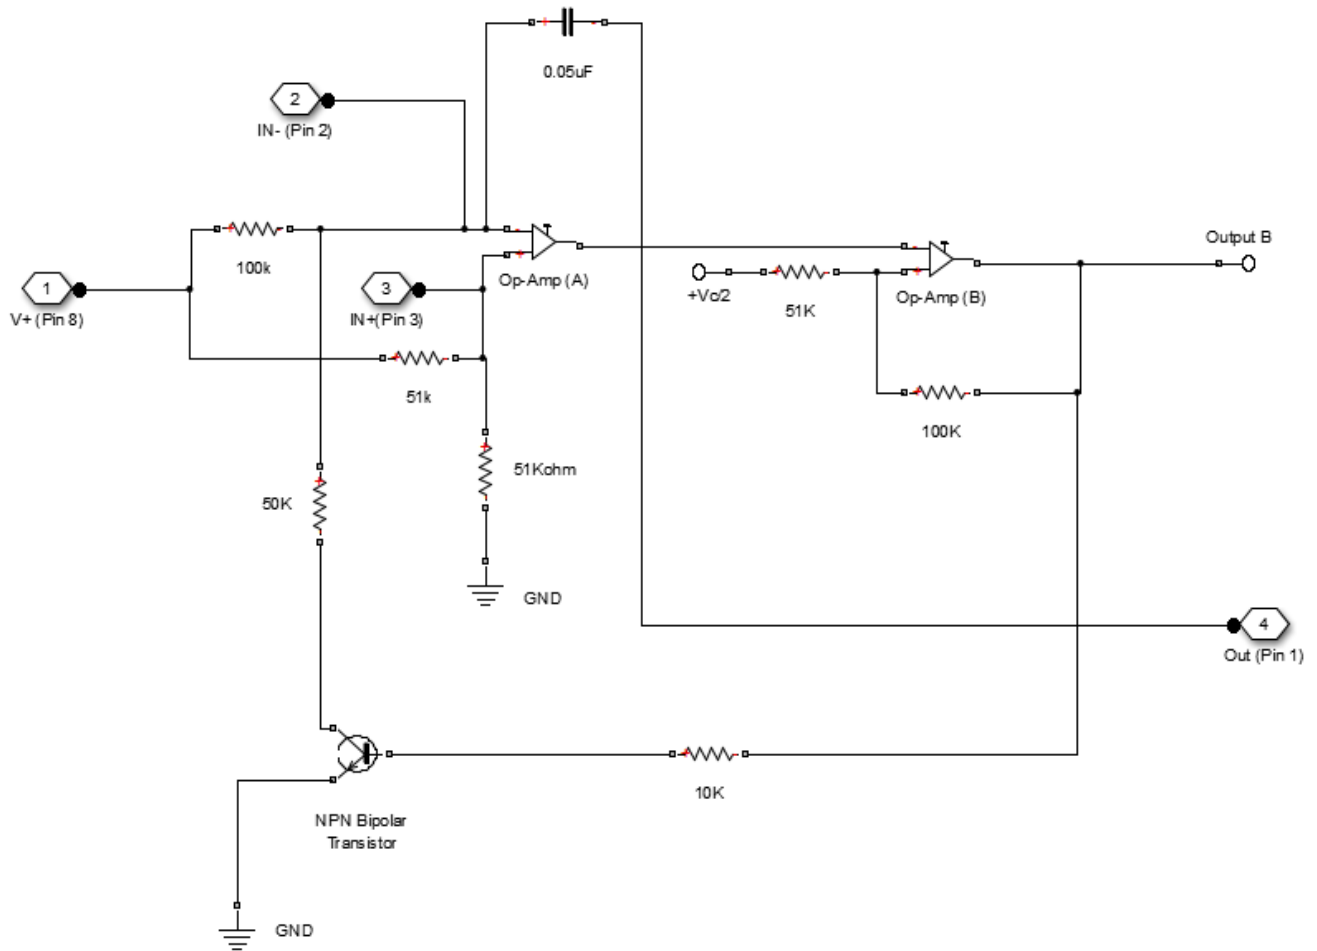 0.05uF
2
IN- (Pin 2)
100k
1
V+ (Pin 8)
3
IN+(Pin 3)
Op-Amp (A)
+Vc/2
51K
Op-Amp (B)
Output B
51k
100K
50K
51Kohm
GND
4
Out (Pin 1)
10K
NPN Bipolar
Transistor
GND